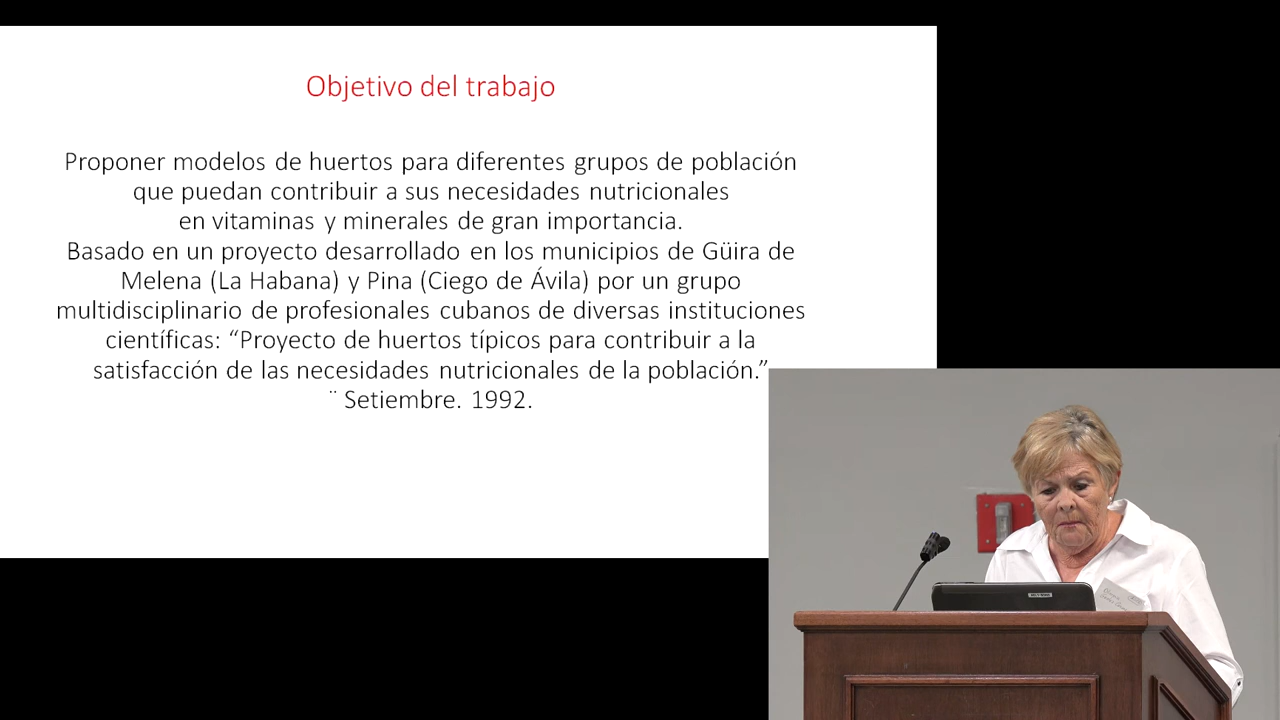 Objetivo del trabajo
Proponer modelos de huertos para diferentes grupos de población
que puedan contribuir a sus necesidades nutricionales
en vitaminas y minerales de gran importancia.
Basado en un proyecto desarrollado en los municipios de Güira de
Melena (La Habana) y Pina (Ciego de Ávila) por un grupo
multidisciplinario de profesionales cubanos de diversas instituciones
científicas: “Proyecto de huertos típicos para contribuir a la
satisfacción de las necesidades nutricionales de la población.”
¨ Setiembre. 1992.